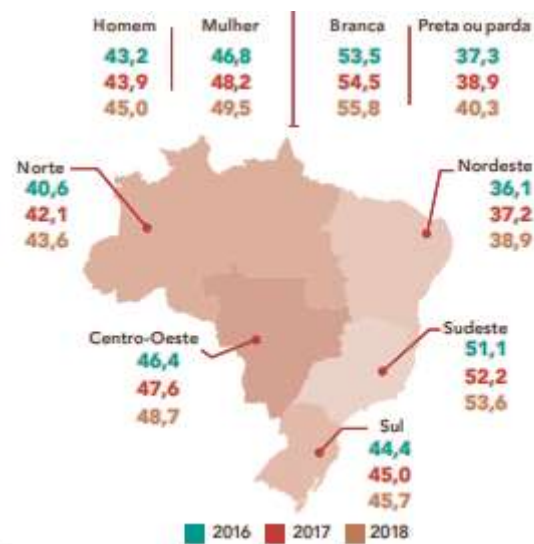 Homem Mulher Branca Preta ou parda
43,2 46,8 53,5 37,3
43,9 48,2 54,5 38,9
45,0 49,5 55,8 40,3
Norte
40,6
42,1
43,6
Nordeste
36,1
37,2
38,9
Centro-Oeste
46,4
47,6
48,7
Sudeste
51,1
52,2
53,6
Sul
44,4
45,0
45,7
2016 2017 2018